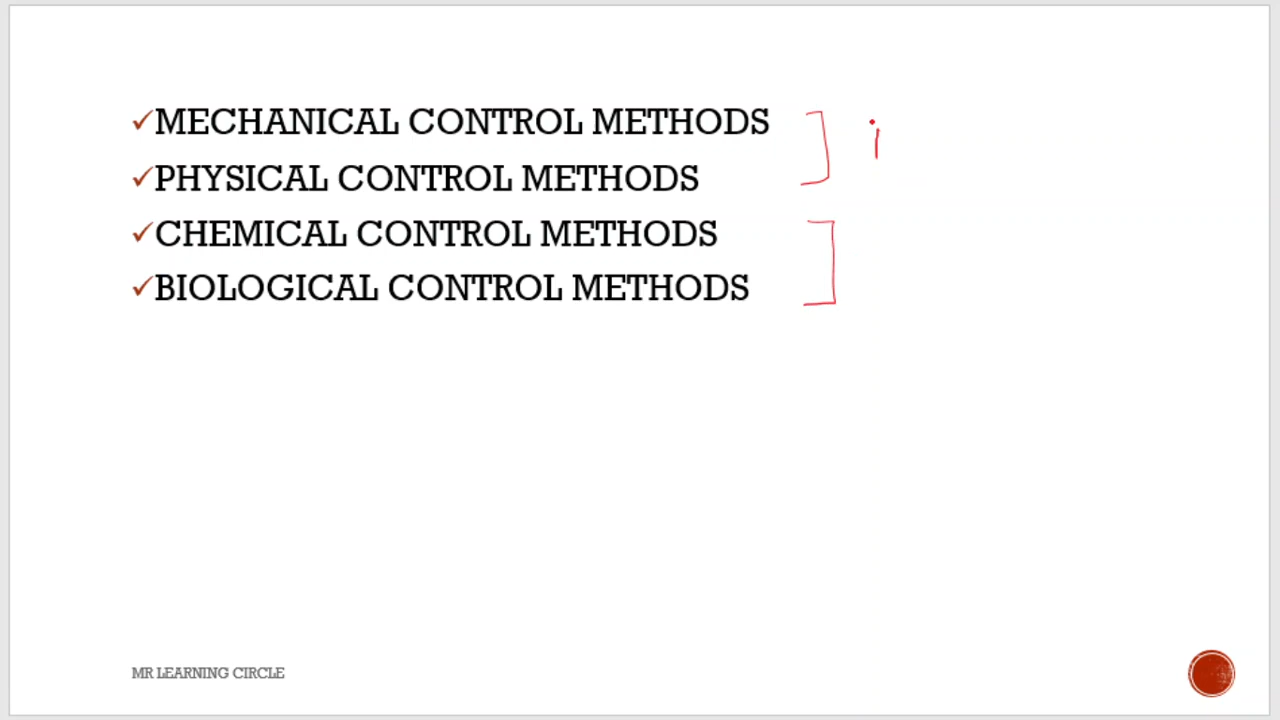 ✓MECHANICAL CONTROL METHODS
✓PHYSICAL CONTROL METHODS
✓CHEMICAL CONTROL METHODS
✓BIOLOGICAL CONTROL METHODS
i
MR LEARNING CIRCLE